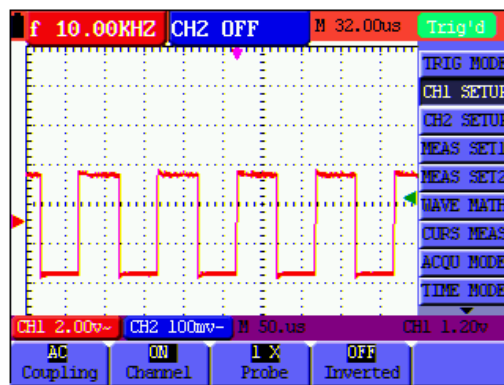 f 10.00KHZ CH2 OFF M 32.00us Trig'd
TRIG MODE
CH1 SETUP
CH2 SETUP
MEAS SET1
MEAS SET2
WAVE MATH
CURS MEAS
ACQU MODE
TIME MODE
CH1 2.00v~ CH2 100mv- M 50.us CH1 1.20v
AC ON 1 X OFF
Coupling Channel Probe Inverted